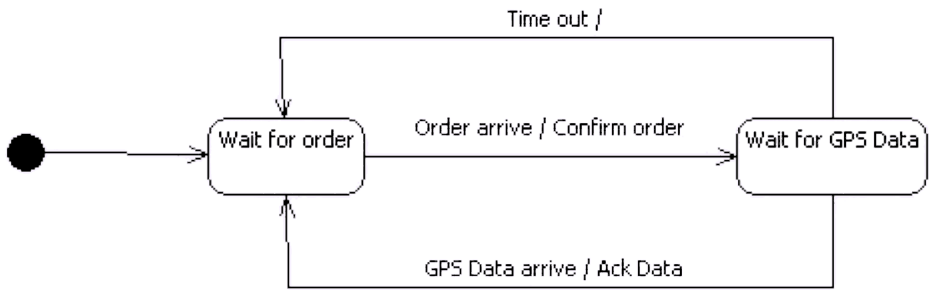 Time out /
Order arrive / Confirm order
Wait for order
Wait for GPS Data
GPS Data arrive / Ack Data